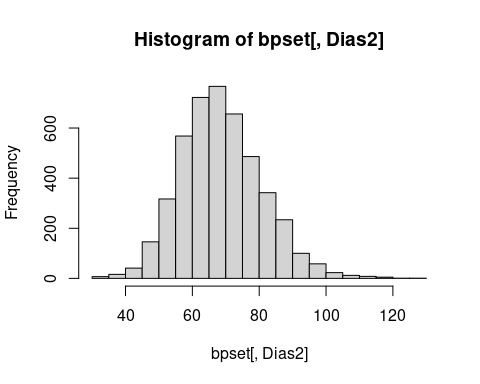 Histogram of bpset[, Dias2]
Frequency
600
400
200
0
40 60 80 100 120
bpset[, Dias2]